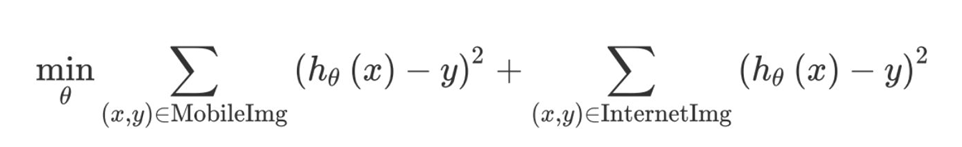 min_θ ∑_{(x,y)∈MobileImg} (h_θ (x) − y)² + ∑_{(x,y)∈InternetImg} (h_θ (x) − y)²